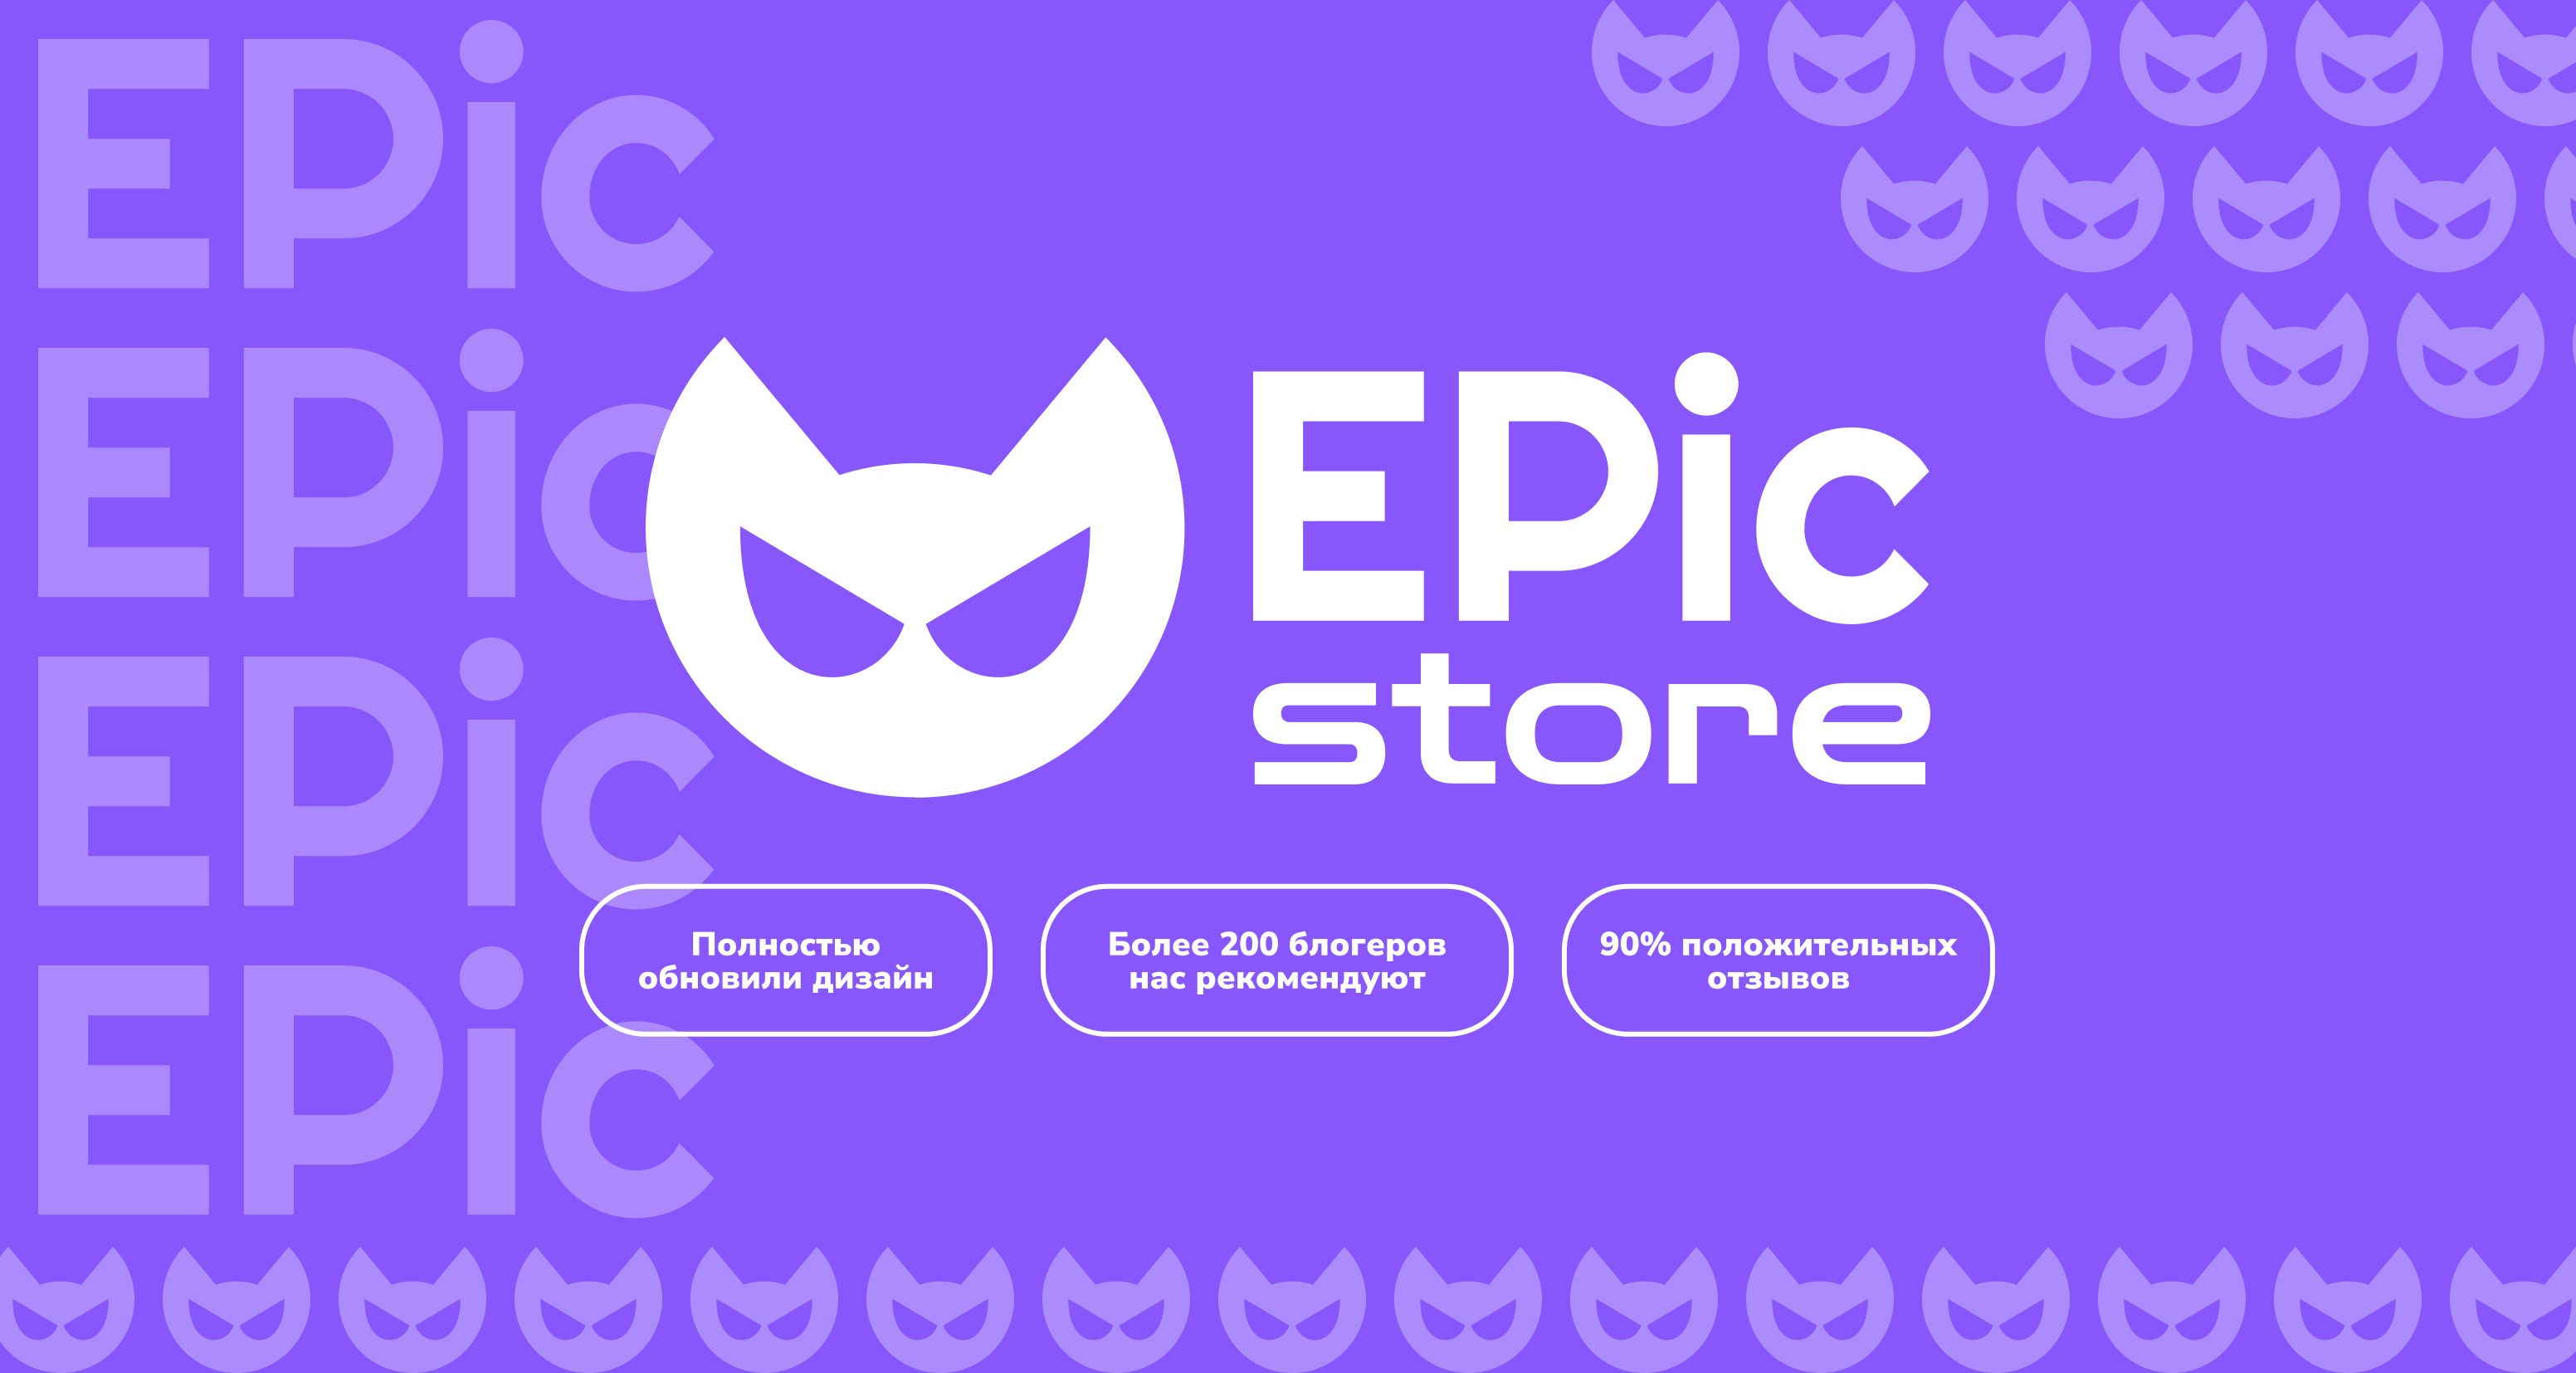 EPic
EPic
EPic
EPic
EPic
store
Полностью
обновили дизайн
Более 200 блогеров
нас рекомендуют
90% положительных
отзывов